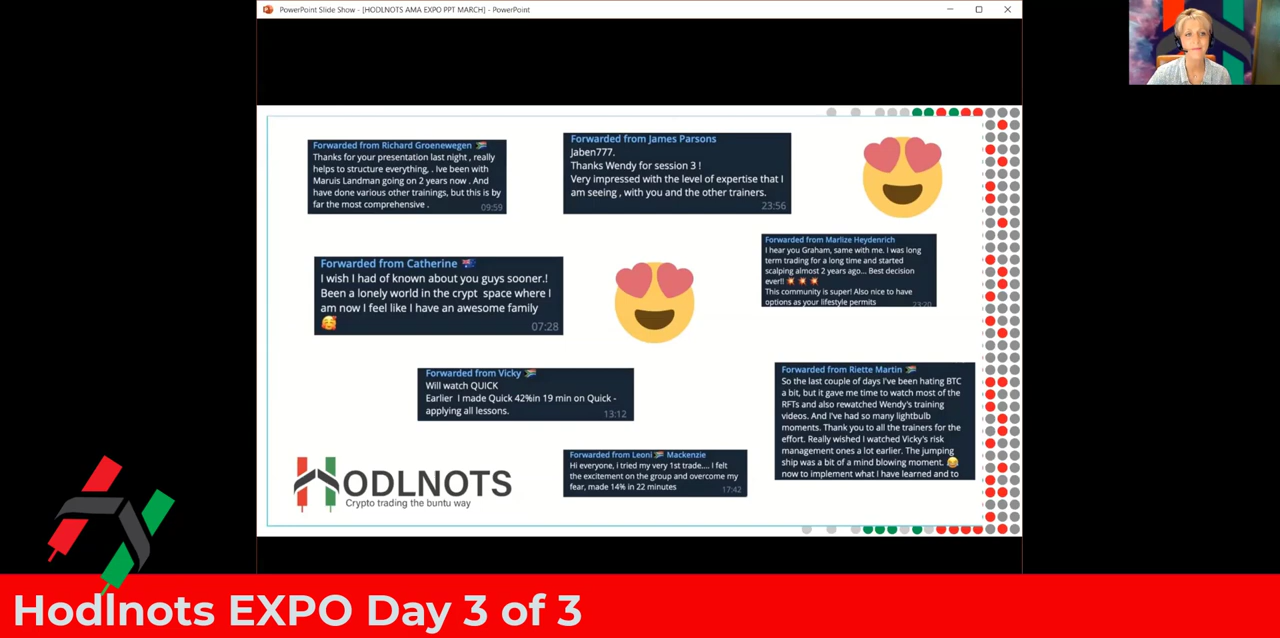 PowerPoint Slide Show - [HODLNOTS AMA EXPO PPT MARCH] - PowerPoint
Forwarded from Richard Groenewegen
Thanks for your presentation last night , really
helps to structure everything, . Ive been with
Maruis Landman going on 2 years now . And
have done various other trainings, but this is by
far the most comprehensive .
09:59
Forwarded from James Parsons
Jaben777.
Thanks Wendy for session 3 !
Very impressed with the level of expertise that I
am seeing , with you and the other trainers.
23:56
Forwarded from Marlize Heydenrich
I hear you Graham, same with me. I was long
term trading for a long time and started
scalping almost 2 years ago... Best decision
ever!! 💥 💥 💥
This community is super! Also nice to have
options as your lifestyle permits
23:20
Forwarded from Catherine
I wish I had of known about you guys sooner.!
Been a lonely world in the crypt space where I
am now I feel like I have an awesome family
🥰
07:28
Forwarded from Vicky
Will watch QUICK
Earlier I made Quick 42%in 19 min on Quick -
applying all lessons.
13:12
Forwarded from Riette Martin
So the last couple of days I've been hating BTC
a bit, but it gave me time to watch most of the
RFTs and also rewatched Wendy's training
videos. And I've had so many lightbulb
moments. Thank you to all the trainers for the
effort. Really wished I watched Vicky's risk
management ones a lot earlier. The jumping
ship was a bit of a mind blowing moment. 😂
now to implement what I have learned and to
Forwarded from Leoni Mackenzie
Hi everyone, i tried my very 1st trade.... I felt
the excitement on the group and overcome my
fear, made 14% in 22 minutes
17:42
HODLNOTS
Crypto trading the buntu way
Hodlnots EXPO Day 3 of 3